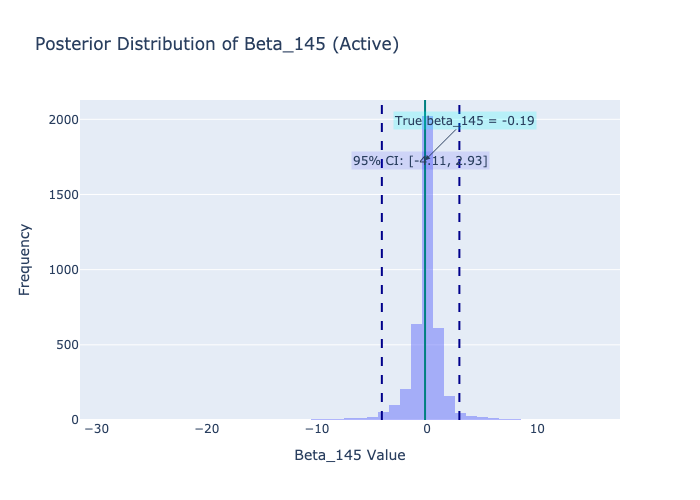 Posterior Distribution of Beta_145 (Active)
True beta_145 = -0.19
95% CI: [-4.11, 2.93]
2000
1500
1000
500
0
Frequency
−30
−20
−10
0
10
Beta_145 Value